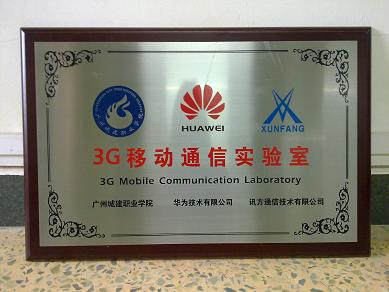 HUAWEI
XUNFANG
3G移动通信实验室
3G Mobile Communication Laboratory
广州城建职业学院 华为技术有限公司 讯方通信技术有限公司